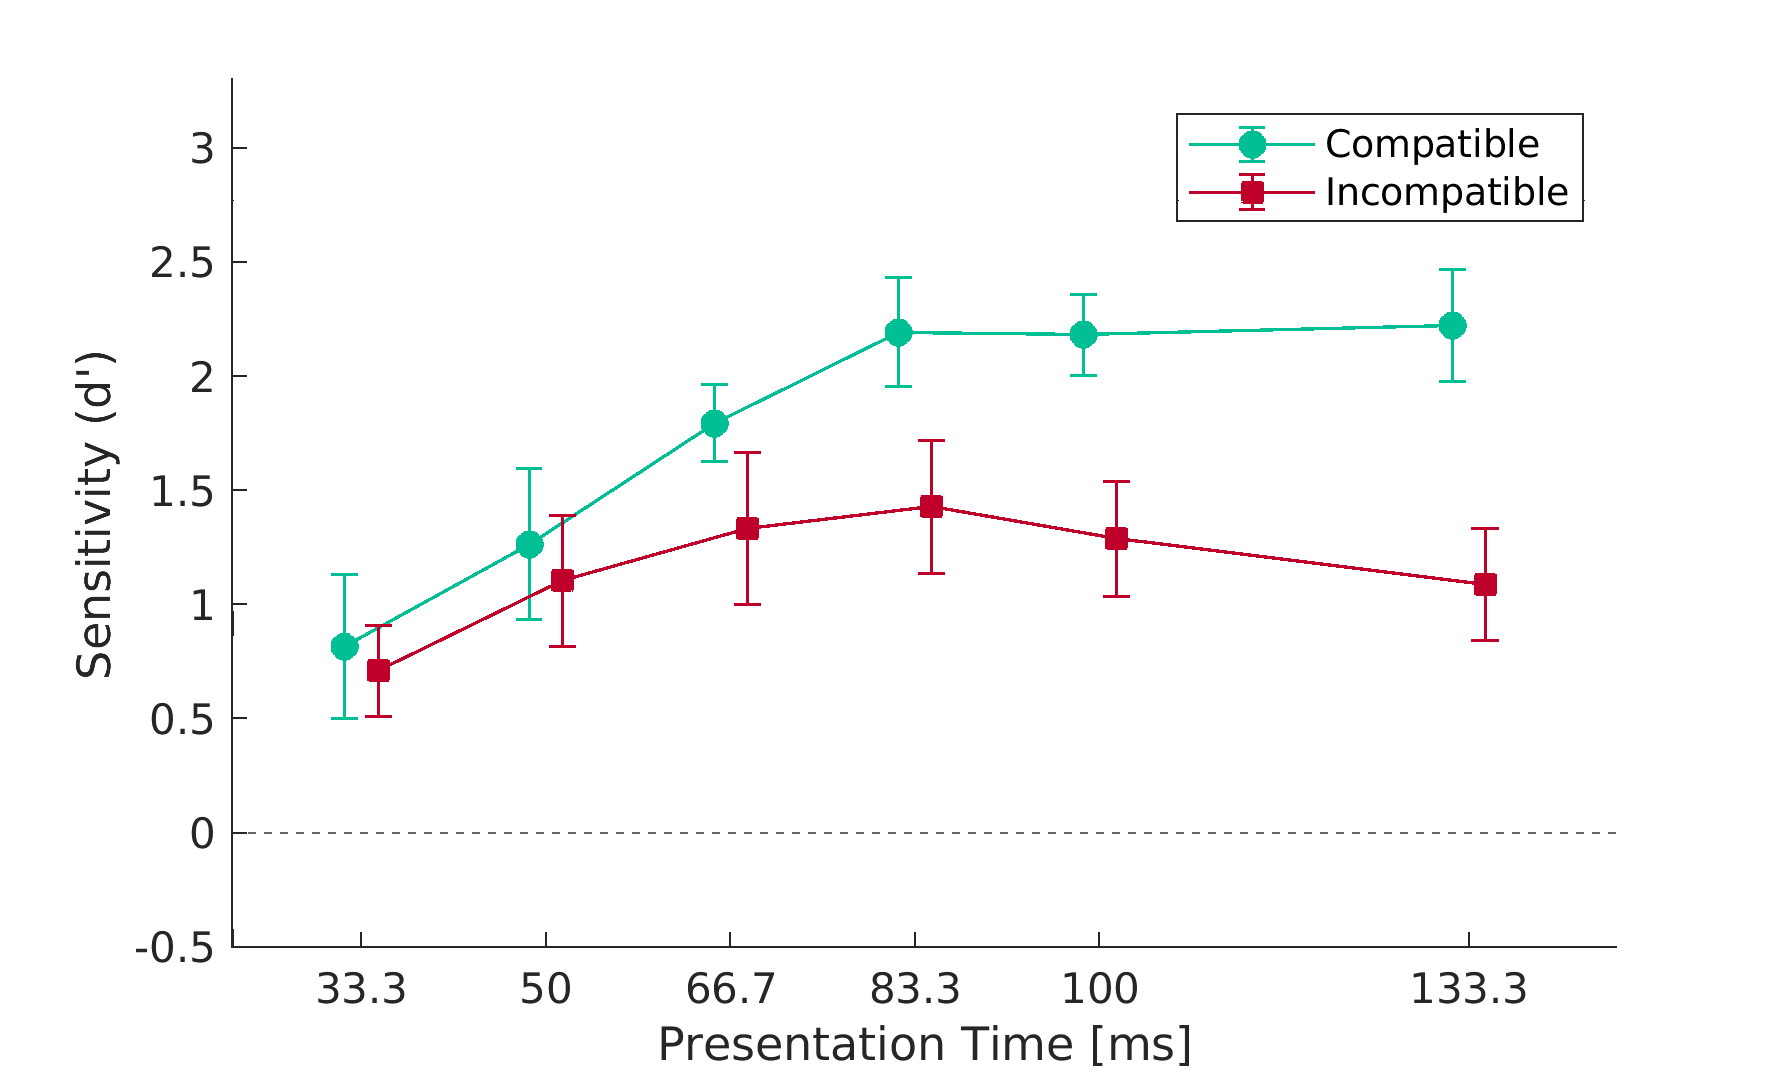 Compatible
Incompatible
3
2.5
2
1.5
1
0.5
0
-0.5
Sensitivity (d')
33.3 50 66.7 83.3 100 133.3
Presentation Time [ms]